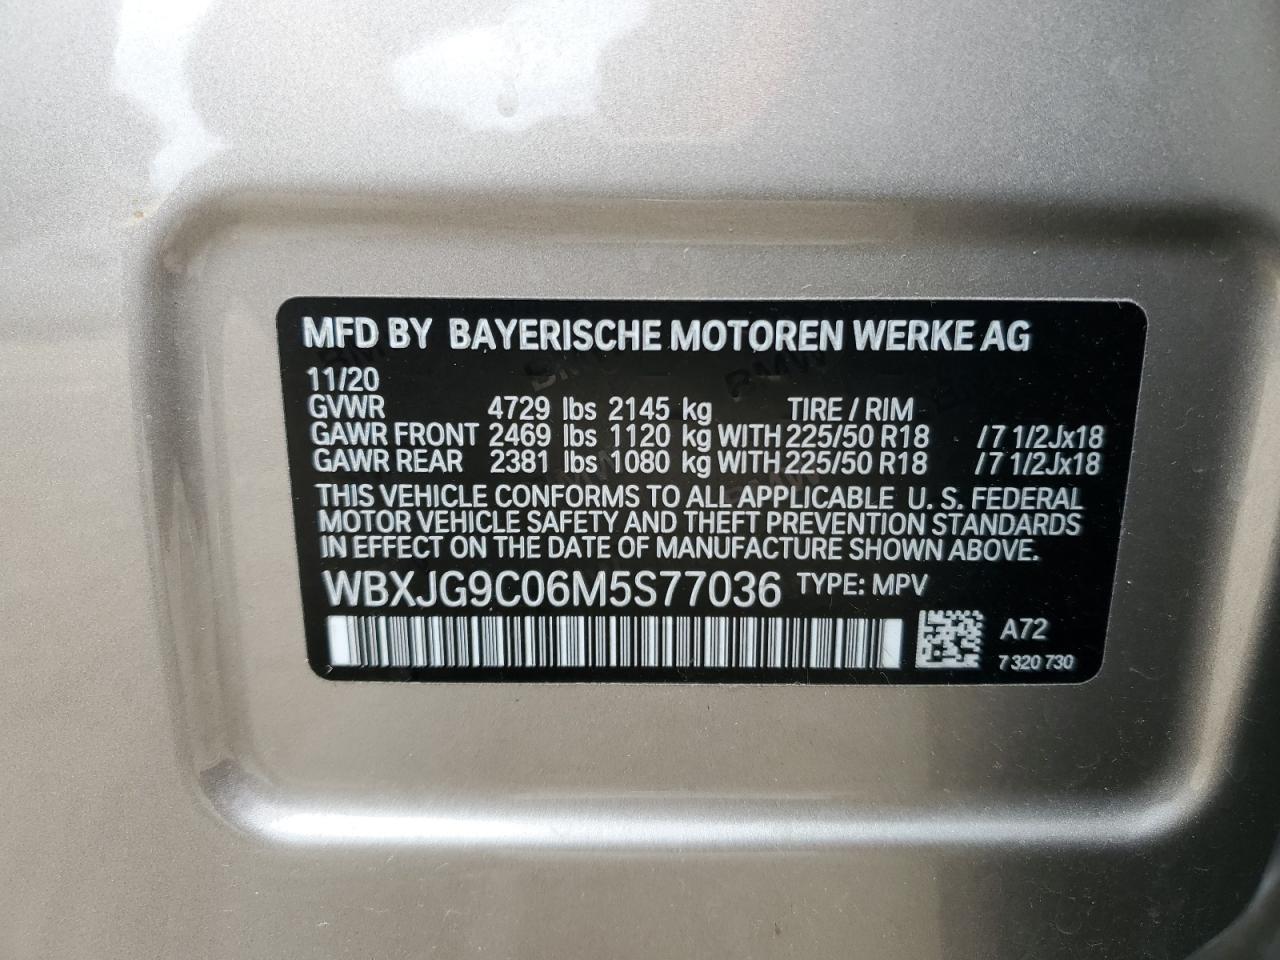 MFD BY BAYERISCHE MOTOREN WERKE AG
11/20
GVWR 4729 lbs 2145 kg TIRE / RIM
GAWR FRONT 2469 lbs 1120 kg WITH 225/50 R18 /7 1/2Jx18
GAWR REAR 2381 lbs 1080 kg WITH 225/50 R18 /7 1/2Jx18
THIS VEHICLE CONFORMS TO ALL APPLICABLE U. S. FEDERAL
MOTOR VEHICLE SAFETY AND THEFT PREVENTION STANDARDS
IN EFFECT ON THE DATE OF MANUFACTURE SHOWN ABOVE.
WBXJG9C06M5S77036 TYPE: MPV
A72
7 320 730